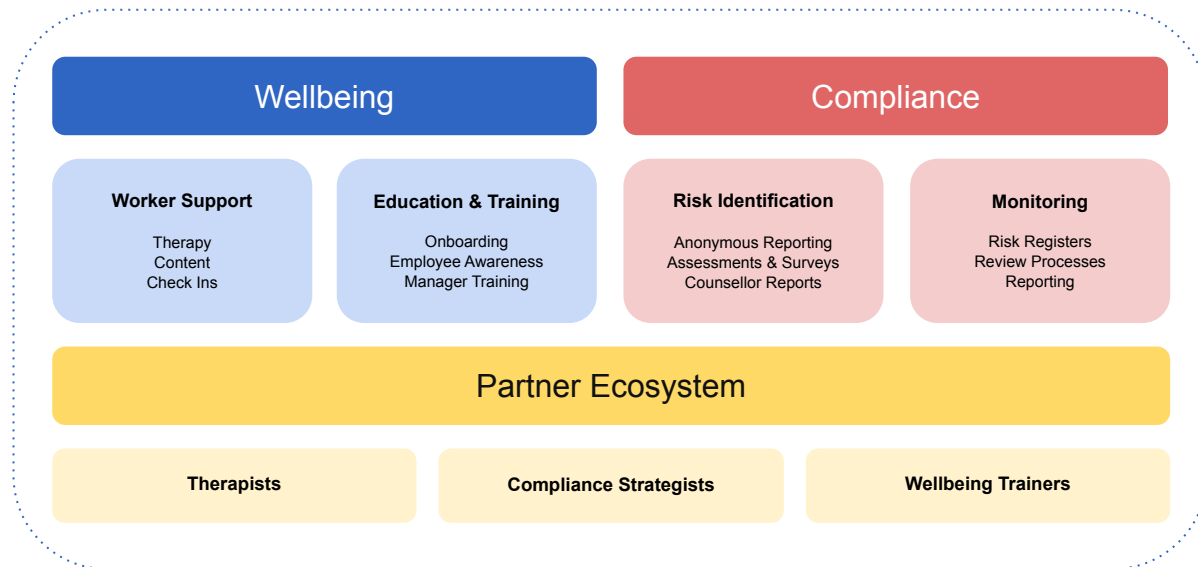 Wellbeing
Compliance
Worker Support
Therapy
Content
Check Ins
Education & Training
Onboarding
Employee Awareness
Manager Training
Risk Identification
Anonymous Reporting
Assessments & Surveys
Counsellor Reports
Monitoring
Risk Registers
Review Processes
Reporting
Partner Ecosystem
Therapists
Compliance Strategists
Wellbeing Trainers